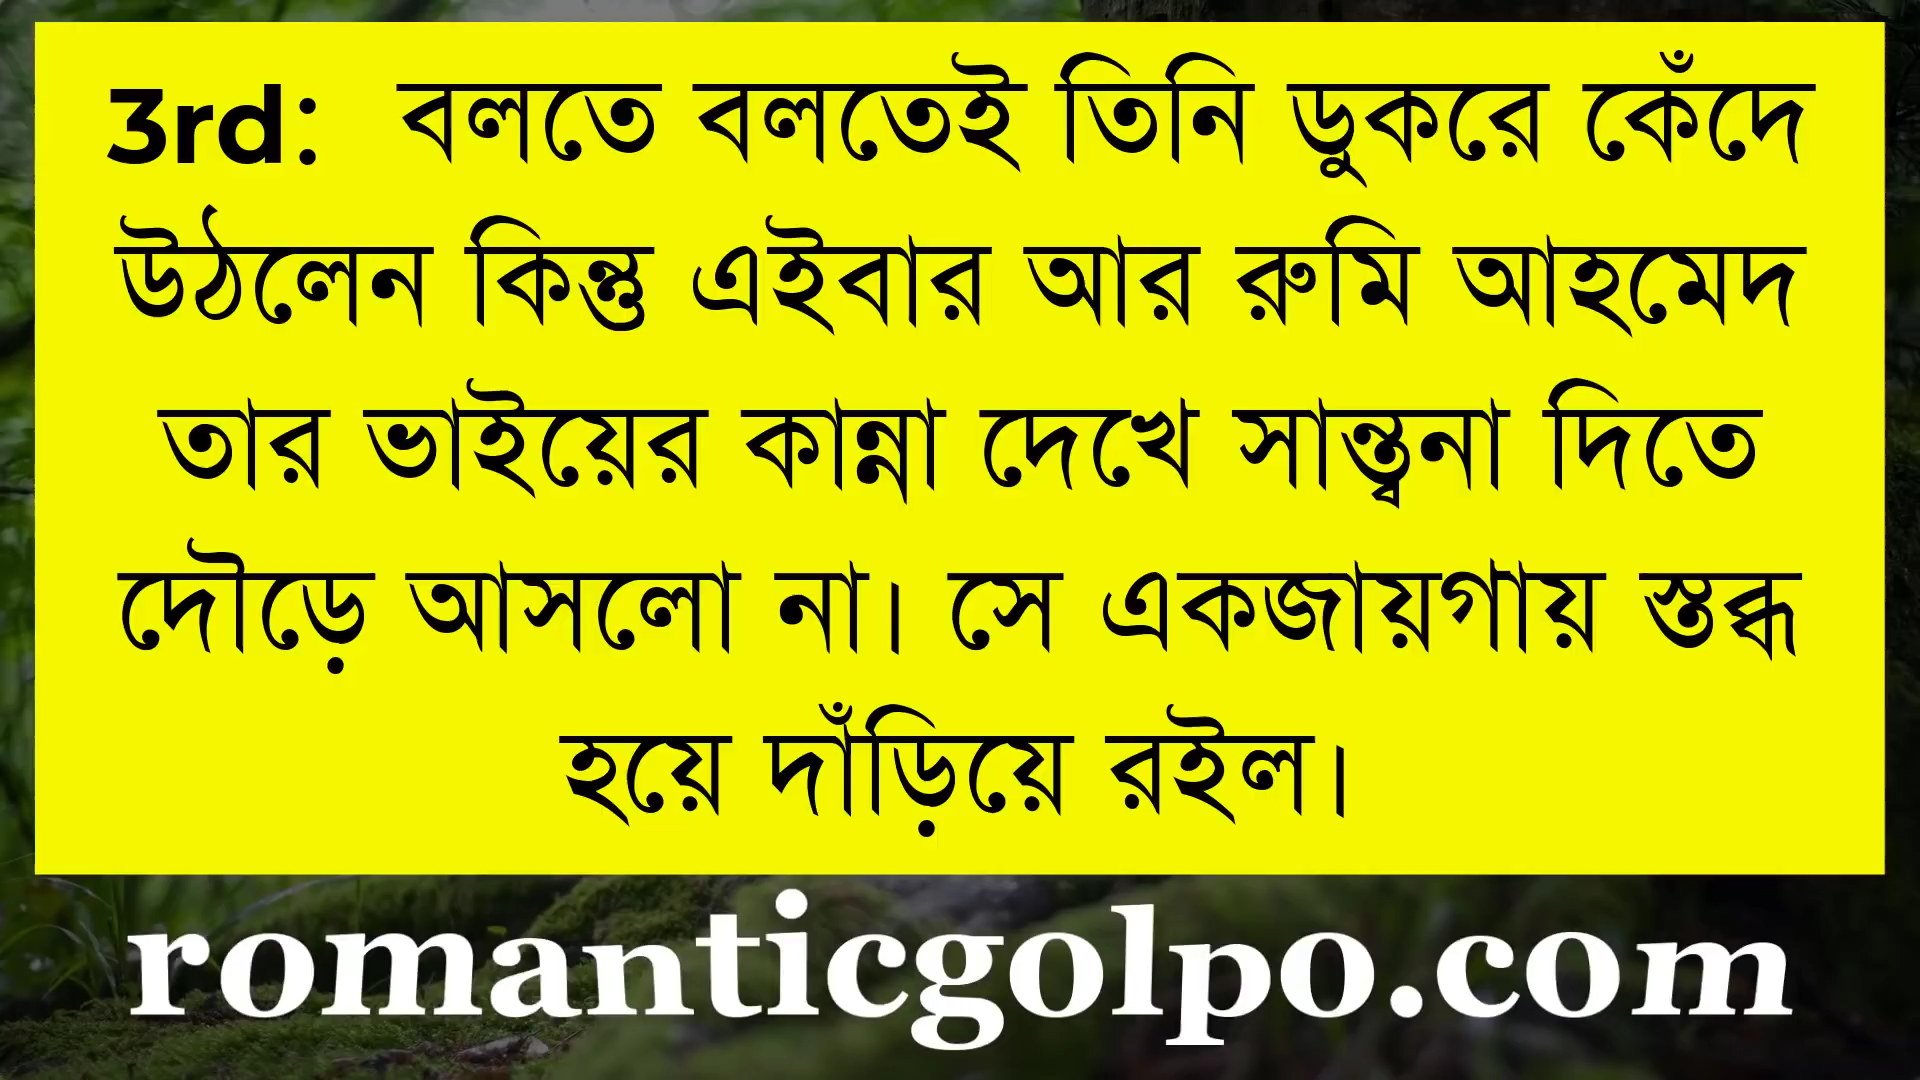 3rd: বলতে বলতেই তিনি ডুকরে কেঁদে
উঠলেন কিন্তু এইবার আর রুমি আহমেদ
তার ভাইয়ের কান্না দেখে সান্ত্বনা দিতে
দৌড়ে আসলো না। সে একজায়গায় স্তব্ধ
হয়ে দাঁড়িয়ে রইল।
romanticgolpo.com